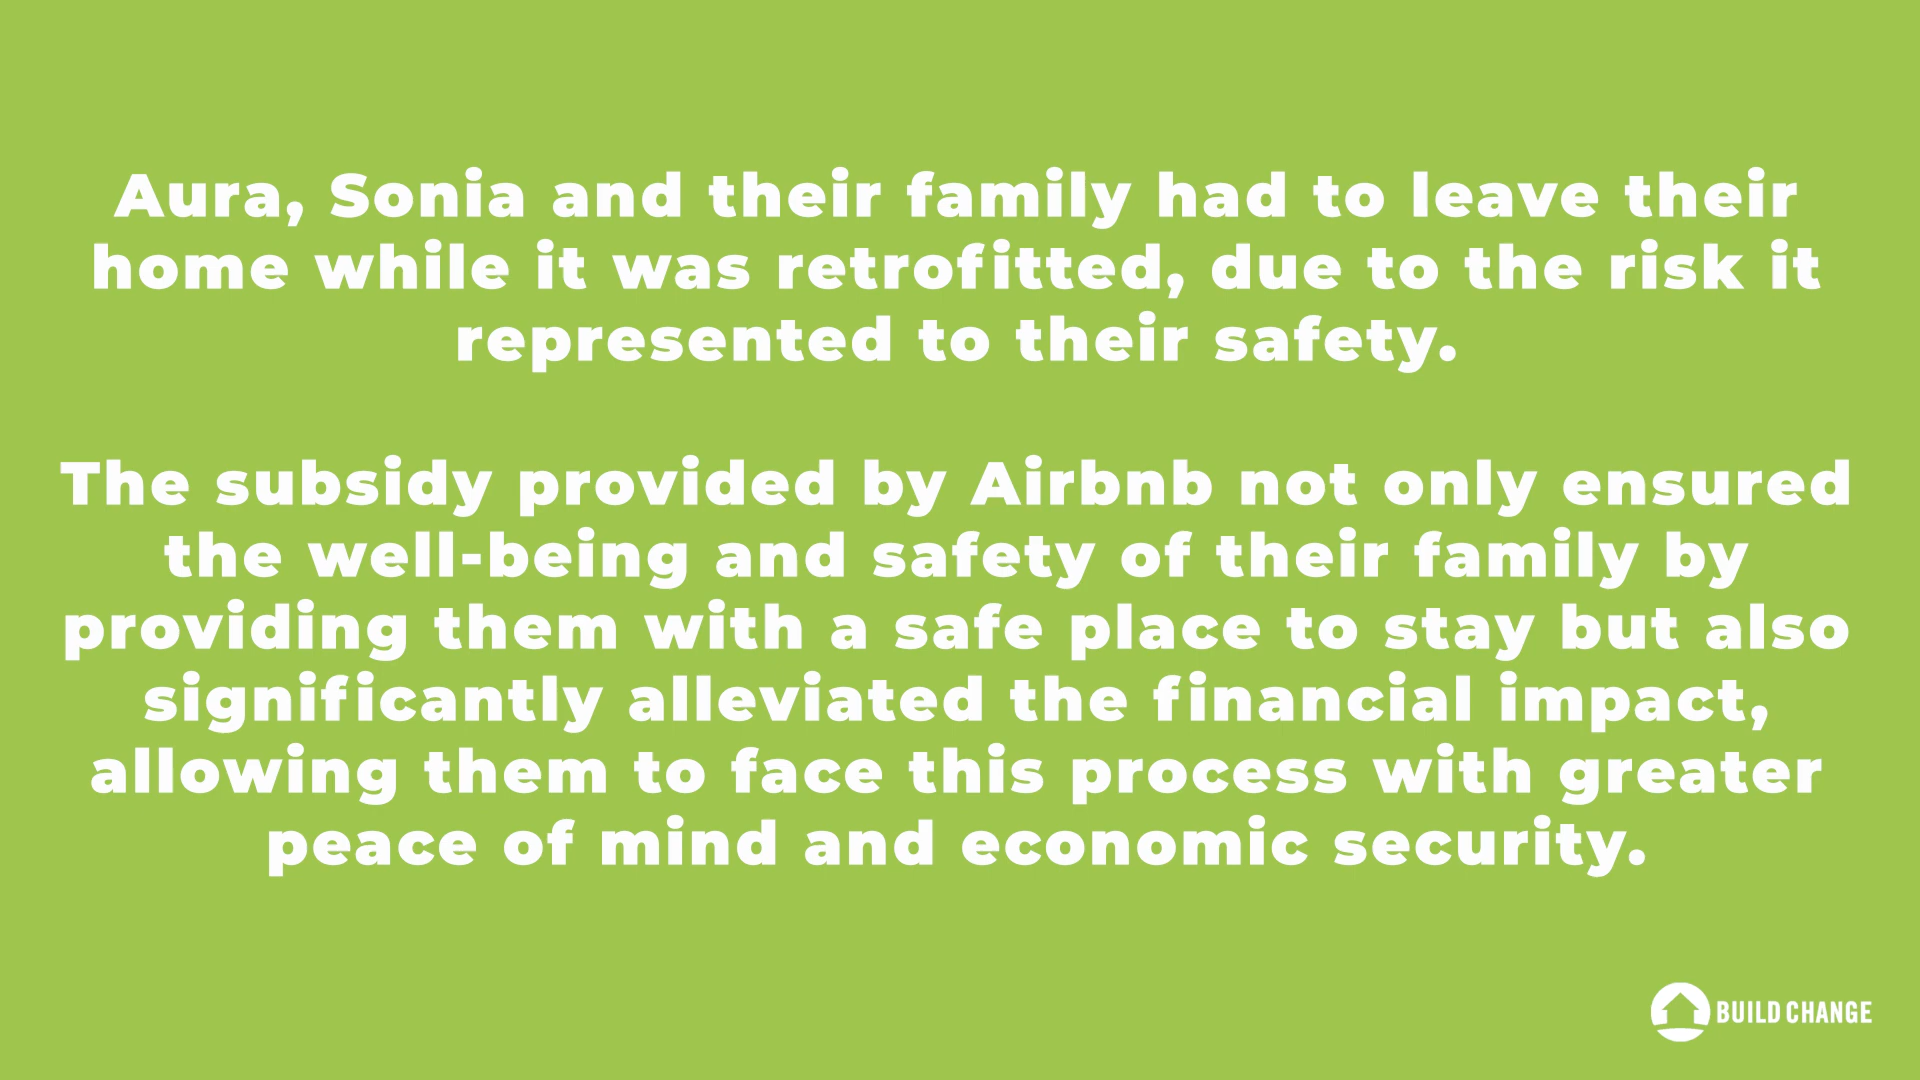 Aura, Sonia and their family had to leave their
home while it was retrofitted, due to the risk it
represented to their safety.
The subsidy provided by Airbnb not only ensured
the well-being and safety of their family by
providing them with a safe place to stay but also
significantly alleviated the financial impact,
allowing them to face this process with greater
peace of mind and economic security.
BUILD CHANGE